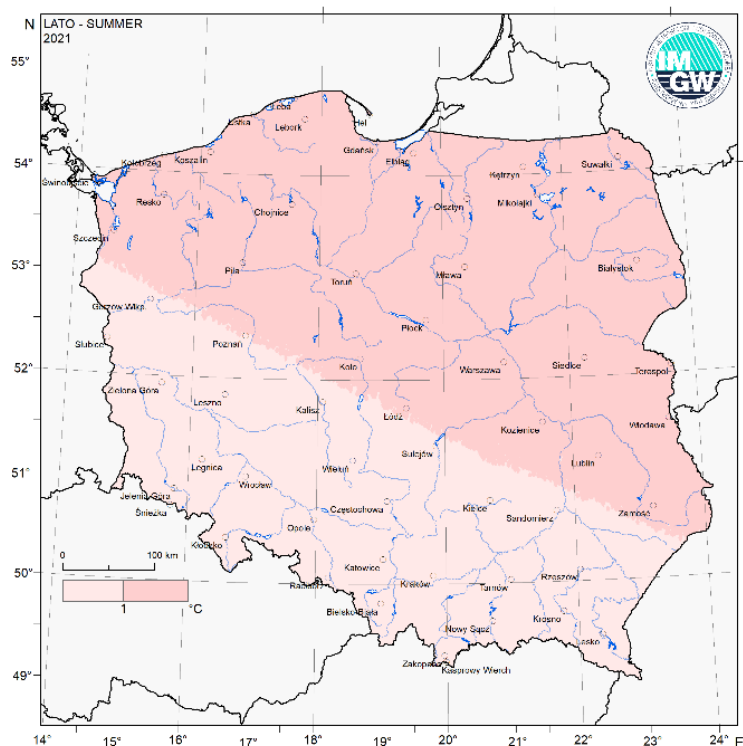 N
LATO - SUMMER
2021
IM
GW
55°
Łeba
Hel
Ustka
Lębork
Gdańsk
Elbląg
54°
Kołobrzeg
Koszalin
Kętrzyn
Suwałki
Świnoujście
Resko
Chojnice
Olsztyn
Mikołajki
Szczecin
53°
Piła
Toruń
Mława
Białystok
Gorzów Wlkp.
Płock
Słubice
Poznań
52°
Koło
Warszawa
Siedlce
Terespol
Zielona Góra
Leszno
Kalisz
Łódź
Kozienice
Włodawa
51°
Legnica
Wrocław
Wieluń
Sulejów
Lublin
Jelenia Góra
Śnieżka
Częstochowa
Kielce
Sandomierz
Zamość
Opole
Kłodzko
0 100 km
50°
Katowice
Kraków
Tarnów
Rzeszów
1 °C
Racibórz
Bielsko-Biała
Nowy Sącz
Krosno
Lesko
49°
Zakopane
Kasprowy Wierch
14° 15° 16° 17° 18° 19° 20° 21° 22° 23° 24° E